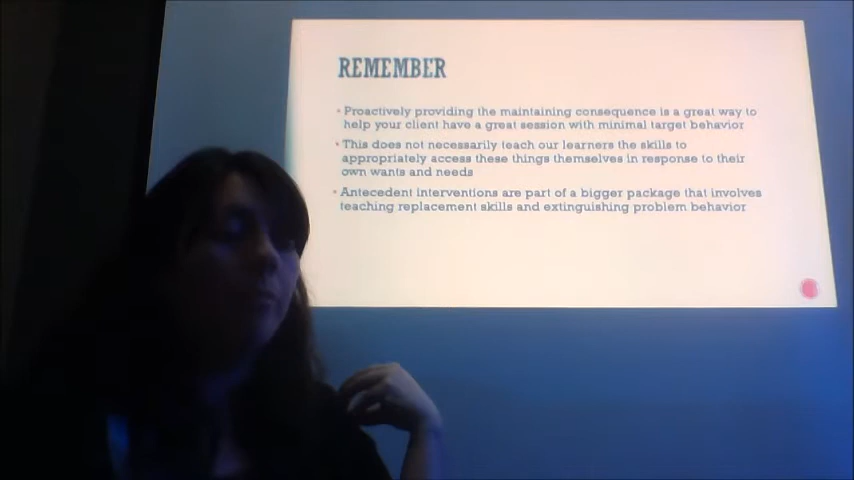 REMEMBER
Proactively providing the maintaining consequence is a great way to
help your client have a great session with minimal target behavior
This does not necessarily teach our learners the skills to
appropriately access these things themselves in response to their
own wants and needs
Antecedent interventions are part of a bigger package that involves
teaching replacement skills and extinguishing problem behavior